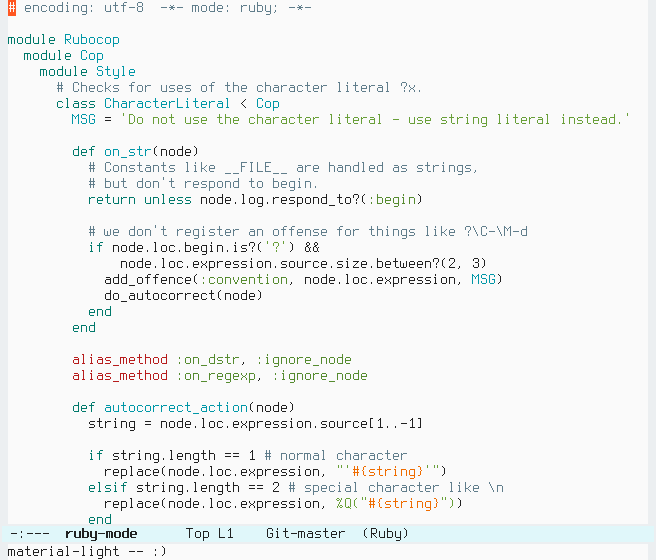 # encoding: utf-8  -*- mode: ruby; -*-
module Rubocop
  module Cop
    module Style
      # Checks for uses of the character literal ?x.
      class CharacterLiteral < Cop
        MSG = 'Do not use the character literal - use string literal instead.'
        def on_str(node)
          # Constants like __FILE__ are handled as strings,
          # but don't respond to begin.
          return unless node.log.respond_to?(:begin)
          # we don't register an offense for things like ?\C-\M-d
          if node.loc.begin.is?('?') &&
              node.loc.expression.source.size.between?(2, 3)
            add_offence(:convention, node.loc.expression, MSG)
            do_autocorrect(node)
          end
        end
        alias_method :on_dstr, :ignore_node
        alias_method :on_regexp, :ignore_node
        def autocorrect_action(node)
          string = node.loc.expression.source[1..-1]
          if string.length == 1 # normal character
            replace(node.loc.expression, "'#{string}'")
          elsif string.length == 2 # special character like \n
            replace(node.loc.expression, %Q("#{string}"))
          end
-:---  ruby-mode      Top L1    Git-master  (Ruby)
material-light -- :)